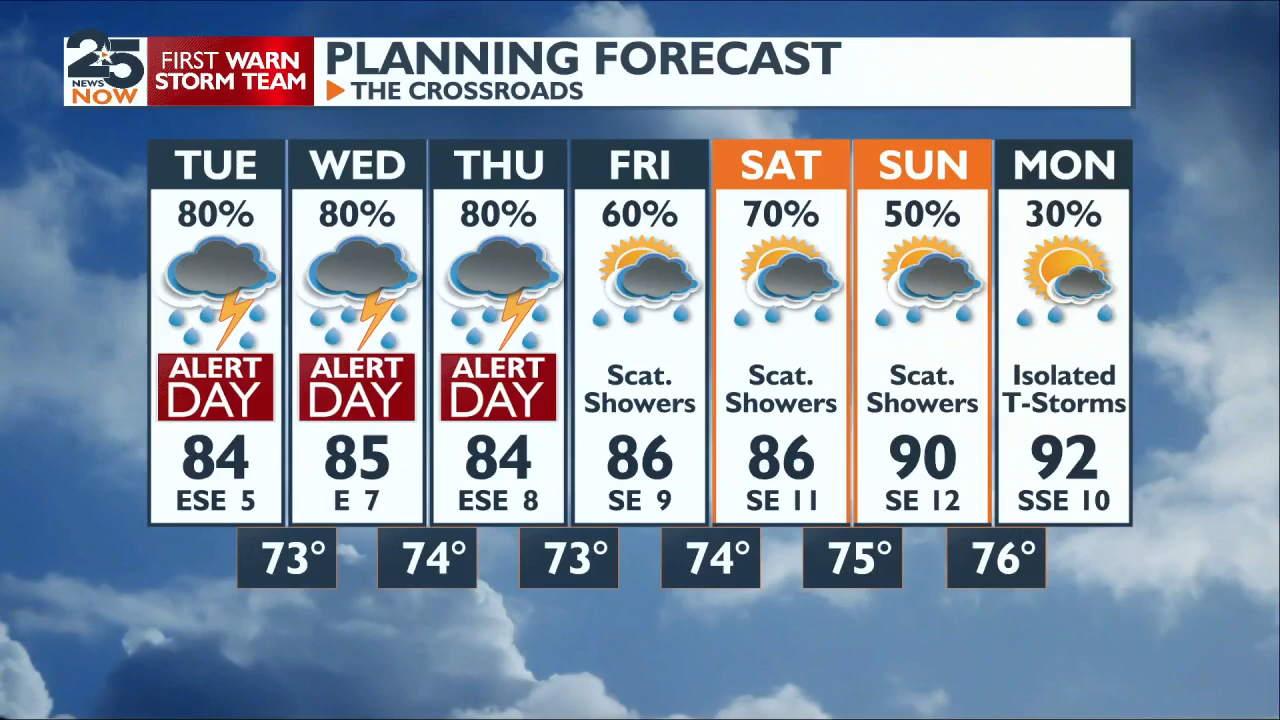 25
NEWS
NOW
FIRST WARN
STORM TEAM
PLANNING FORECAST
THE CROSSROADS
TUE WED THU FRI SAT SUN MON
80% 80% 80% 60% 70% 50% 30%
ALERT DAY ALERT DAY ALERT DAY Scat. Showers Scat. Showers Scat. Showers Isolated T-Storms
84 85 84 86 86 90 92
ESE 5 E 7 ESE 8 SE 9 SE 11 SE 12 SSE 10
73° 74° 73° 74° 75° 76°